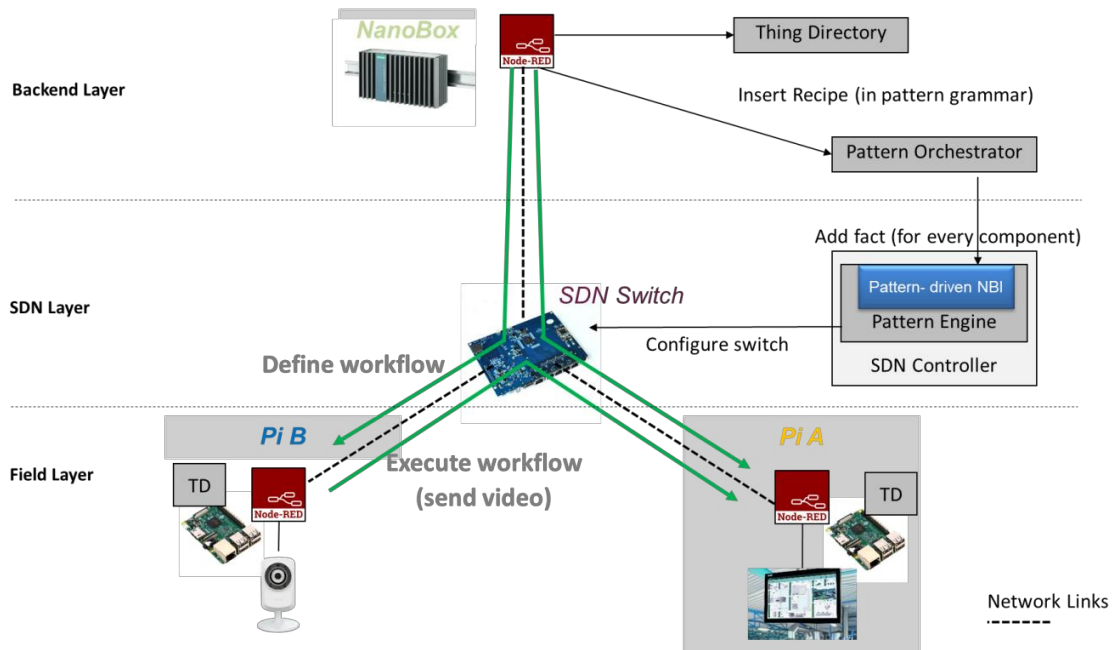 NanoBox
Node-RED
Thing Directory
Backend Layer
Insert Recipe (in pattern grammar)
Pattern Orchestrator
Add fact (for every component)
Pattern- driven NBI
SDN Switch
SDN Layer
Pattern Engine
Configure switch
Define workflow
SDN Controller
Pi B
Pi A
Execute workflow
(send video)
Field Layer
TD
Node-RED
Node-RED
TD
Network Links